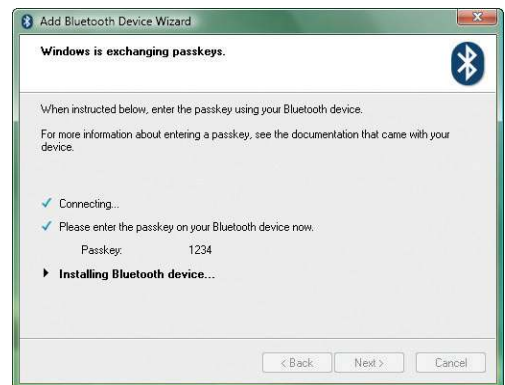 Add Bluetooth Device Wizard
Windows is exchanging passkeys.
When instructed below, enter the passkey using your Bluetooth device.
For more information about entering a passkey, see the documentation that came with your
device.
Connecting...
Please enter the passkey on your Bluetooth device now.
Passkey: 1234
Installing Bluetooth device...
< Back Next > Cancel